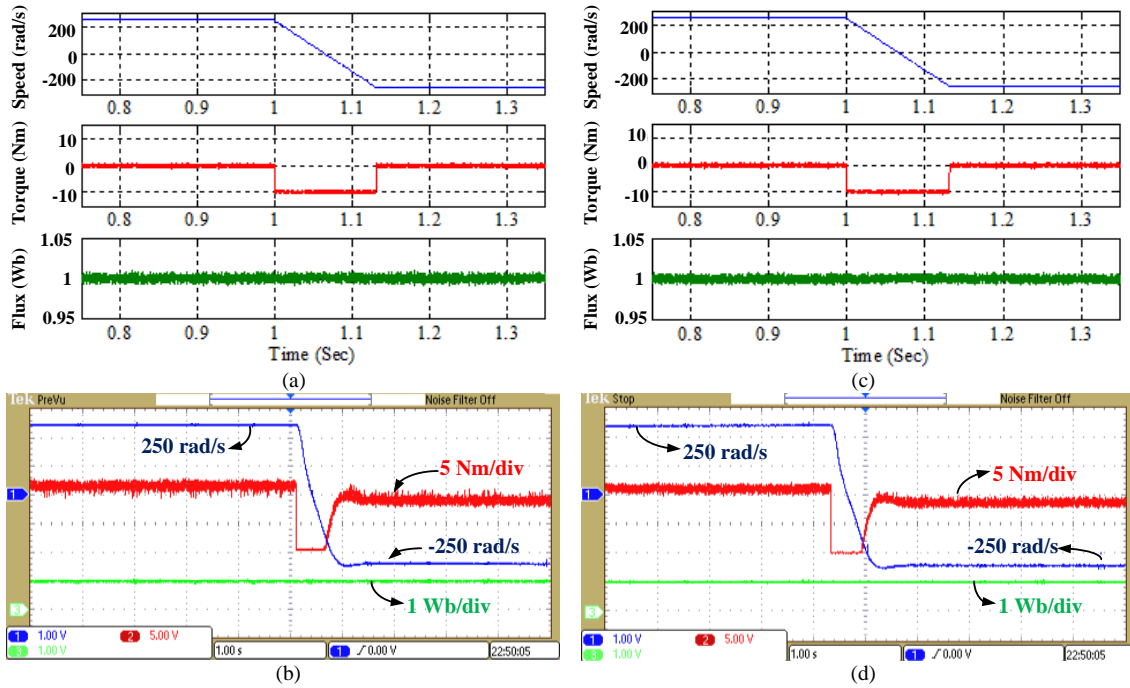 Speed (rad/s)
200
0
-200
0.8 0.9 1 1.1 1.2 1.3
Torque (Nm)
10
0
-10
0.8 0.9 1 1.1 1.2 1.3
Flux (Wb)
1.05
1
0.95
0.8 0.9 1 1.1 1.2 1.3
Time (Sec)
(a)
Speed (rad/s)
200
0
-200
0.8 0.9 1 1.1 1.2 1.3
Torque (Nm)
10
0
-10
0.8 0.9 1 1.1 1.2 1.3
Flux (Wb)
1.05
1
0.95
0.8 0.9 1 1.1 1.2 1.3
Time (Sec)
(c)
Tek PreVu Noise Filter Off
250 rad/s
5 Nm/div
1
-250 rad/s
1 Wb/div
3
1 1.00 V 2 5.00 V
3 1.00 V
1.00 s
1 0.00 V
22:50:05
(b)
Tek Stop Noise Filter Off
250 rad/s
5 Nm/div
1
-250 rad/s
1 Wb/div
3
1 1.00 V 2 5.00 V
3 1.00 V
1.00 s
1 0.00 V
22:50:05
(d)